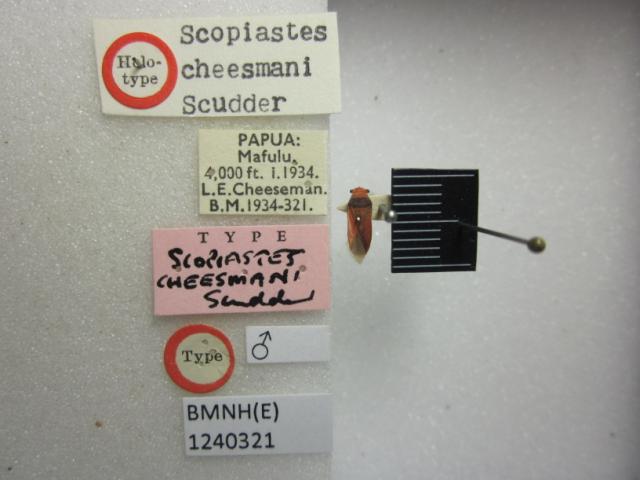 Holo-
type
Scopiastes
cheesmani
Scudder
PAPUA:
Mafulu.
4,000 ft. i.1934.
L.E.Cheeseman.
B.M.1934-321.
TYPE
SCOPIASTES
CHEESMANI
Scudder
Type
♂
BMNH(E)
1240321